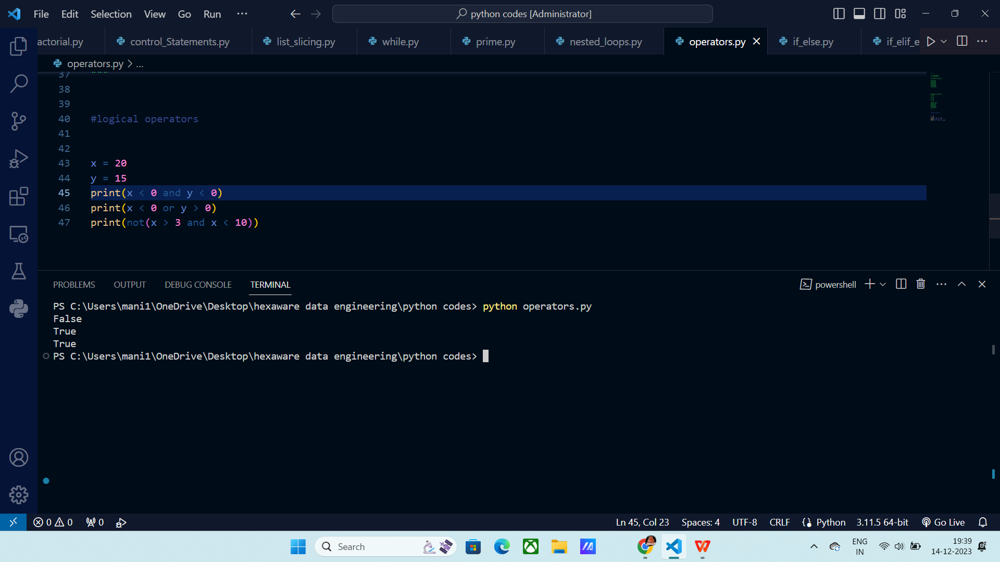 File Edit Selection View Go Run ··· python codes [Administrator]
actorial.py control_Statements.py list_slicing.py while.py prime.py nested_loops.py operators.py if_else.py if_elif_e
operators.py > ...
37 """
38
39
40 #logical operators
41
42
43 x = 20
44 y = 15
45 print(x < 0 and y < 0)
46 print(x < 0 or y > 0)
47 print(not(x > 3 and x < 10))
PROBLEMS OUTPUT DEBUG CONSOLE TERMINAL powershell
PS C:\Users\mani1\OneDrive\Desktop\hexaware data engineering\python codes> python operators.py
False
True
True
PS C:\Users\mani1\OneDrive\Desktop\hexaware data engineering\python codes>
0 0 0 Ln 45, Col 23 Spaces: 4 UTF-8 CRLF Python 3.11.5 64-bit Go Live
Search ENG 19:39
IN 14-12-2023